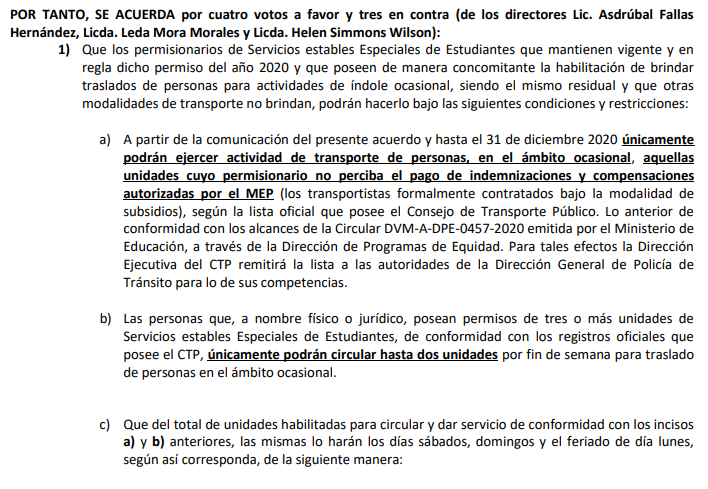 POR TANTO, SE ACUERDA por cuatro votos a favor y tres en contra (de los directores Lic. Asdrúbal Fallas
Hernández, Licda. Leda Mora Morales y Licda. Helen Simmons Wilson):
1) Que los permisionarios de Servicios estables Especiales de Estudiantes que mantienen vigente y en
regla dicho permiso del año 2020 y que poseen de manera concomitante la habilitación de brindar
traslados de personas para actividades de índole ocasional, siendo el mismo residual y que otras
modalidades de transporte no brindan, podrán hacerlo bajo las siguientes condiciones y restricciones:
a) A partir de la comunicación del presente acuerdo y hasta el 31 de diciembre 2020 únicamente
podrán ejercer actividad de transporte de personas, en el ámbito ocasional, aquellas
unidades cuyo permisionario no perciba el pago de indemnizaciones y compensaciones
autorizadas por el MEP (los transportistas formalmente contratados bajo la modalidad de
subsidios), según la lista oficial que posee el Consejo de Transporte Público. Lo anterior de
conformidad con los alcances de la Circular DVM-A-DPE-0457-2020 emitida por el Ministerio de
Educación, a través de la Dirección de Programas de Equidad. Para tales efectos la Dirección
Ejecutiva del CTP remitirá la lista a las autoridades de la Dirección General de Policía de
Tránsito para lo de sus competencias.
b) Las personas que, a nombre físico o jurídico, posean permisos de tres o más unidades de
Servicios estables Especiales de Estudiantes, de conformidad con los registros oficiales que
posee el CTP, únicamente podrán circular hasta dos unidades por fin de semana para traslado
de personas en el ámbito ocasional.
c) Que del total de unidades habilitadas para circular y dar servicio de conformidad con los incisos
a) y b) anteriores, las mismas lo harán los días sábados, domingos y el feriado de día lunes,
según así corresponda, de la siguiente manera: